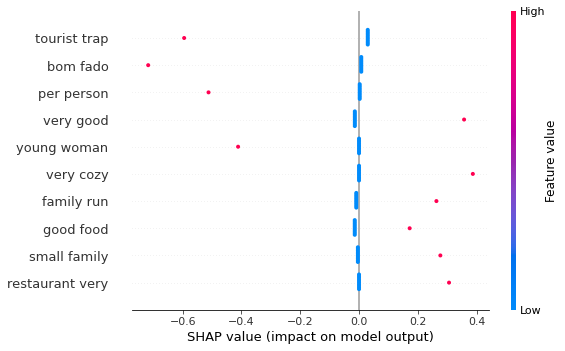 High
tourist trap
bom fado
per person
very good
young woman
very cozy
family run
good food
small family
restaurant very
Low
Feature value
−0.6
−0.4
−0.2
0.0
0.2
0.4
SHAP value (impact on model output)